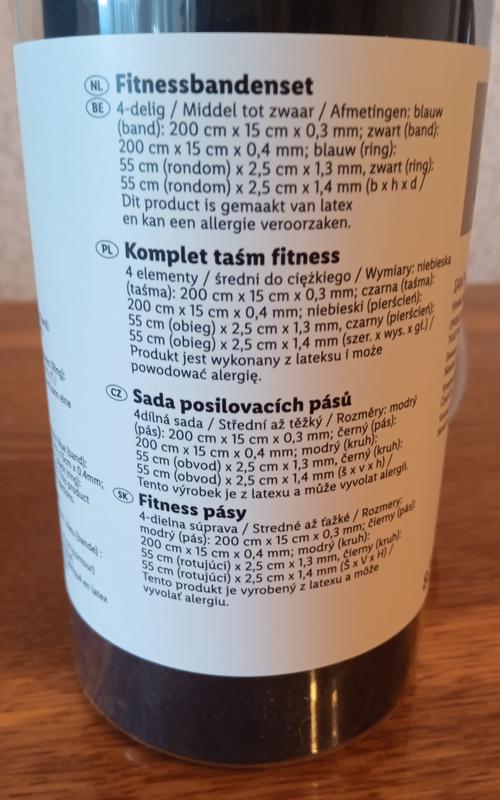 NL Fitnessbandenset
BE 4-delig / Middel tot zwaar / Afmetingen: blauw
(band): 200 cm x 15 cm x 0,3 mm; zwart (band):
200 cm x 15 cm x 0,4 mm; blauw (ring):
55 cm (rondom) x 2,5 cm x 1,3 mm, zwart (ring):
55 cm (rondom) x 2,5 cm x 1,4 mm (b x h x d /
Dit product is gemaakt van latex
en kan een allergie veroorzaken.
PL Komplet taśm fitness
4 elementy / średni do ciężkiego / Wymiary: niebieska
(taśma): 200 cm x 15 cm x 0,3 mm; czarna (taśma):
200 cm x 15 cm x 0,4 mm; niebieski (pierścień):
55 cm (obieg) x 2,5 cm x 1,3 mm, czarny (pierścień):
55 cm (obieg) x 2,5 cm x 1,4 mm (szer. x wys. x gł.) /
Produkt jest wykonany z lateksu i może
powodować alergię.
CZ Sada posilovacích pásů
4dílná sada / Střední až těžký / Rozměry: modrý
(pás): 200 cm x 15 cm x 0,3 mm; černý (pás):
200 cm x 15 cm x 0,4 mm; modrý (kruh):
55 cm (obvod) x 2,5 cm x 1,3 mm, černý (kruh):
55 cm (obvod) x 2,5 cm x 1,4 mm (š x v x h) /
Tento výrobek je z latexu a může vyvolat alergii.
SK Fitness pásy
4-dielna súprava / Stredné až ťažké / Rozmery:
modrý (pás): 200 cm x 15 cm x 0,3 mm; čierny (pás):
200 cm x 15 cm x 0,4 mm; modrý (kruh):
55 cm (rotujúci) x 2,5 cm x 1,3 mm, čierny (kruh):
55 cm (rotujúci) x 2,5 cm x 1,4 mm (Š x V x H) /
Tento produkt je vyrobený z latexu a môže
vyvolať alergiu.